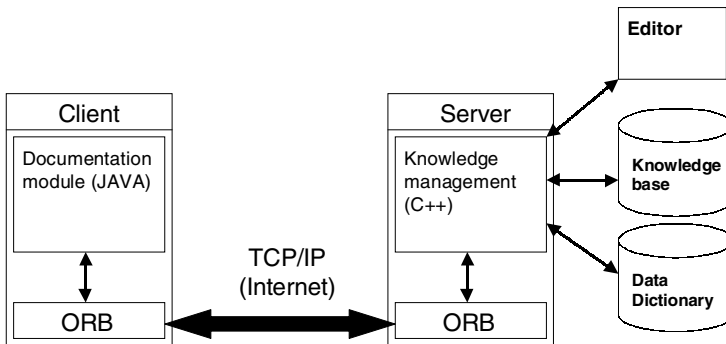 Client
Documentation
module (JAVA)
ORB
TCP/IP
(Internet)
Server
Knowledge
management
(C++)
ORB
Editor
Knowledge
base
Data
Dictionary